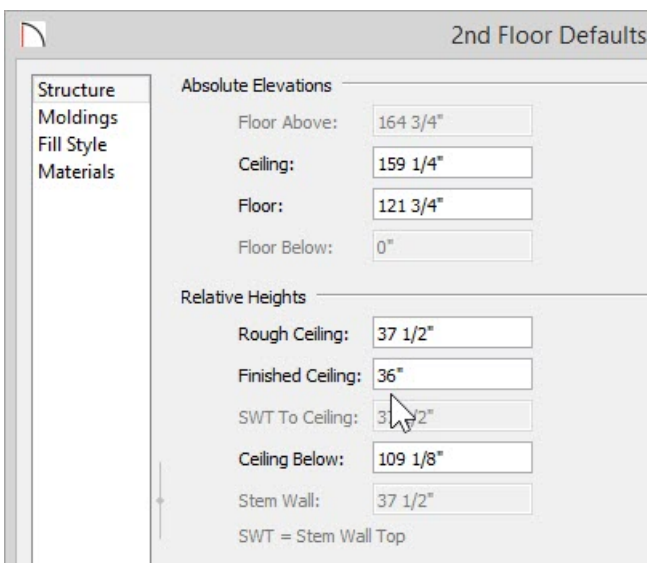 2nd Floor Defaults
Structure
Moldings
Fill Style
Materials
Absolute Elevations
Floor Above: 164 3/4"
Ceiling: 159 1/4"
Floor: 121 3/4"
Floor Below: 0"
Relative Heights
Rough Ceiling: 37 1/2"
Finished Ceiling: 36"
SWT To Ceiling:
Ceiling Below: 109 1/8"
Stem Wall: 37 1/2"
SWT = Stem Wall Top